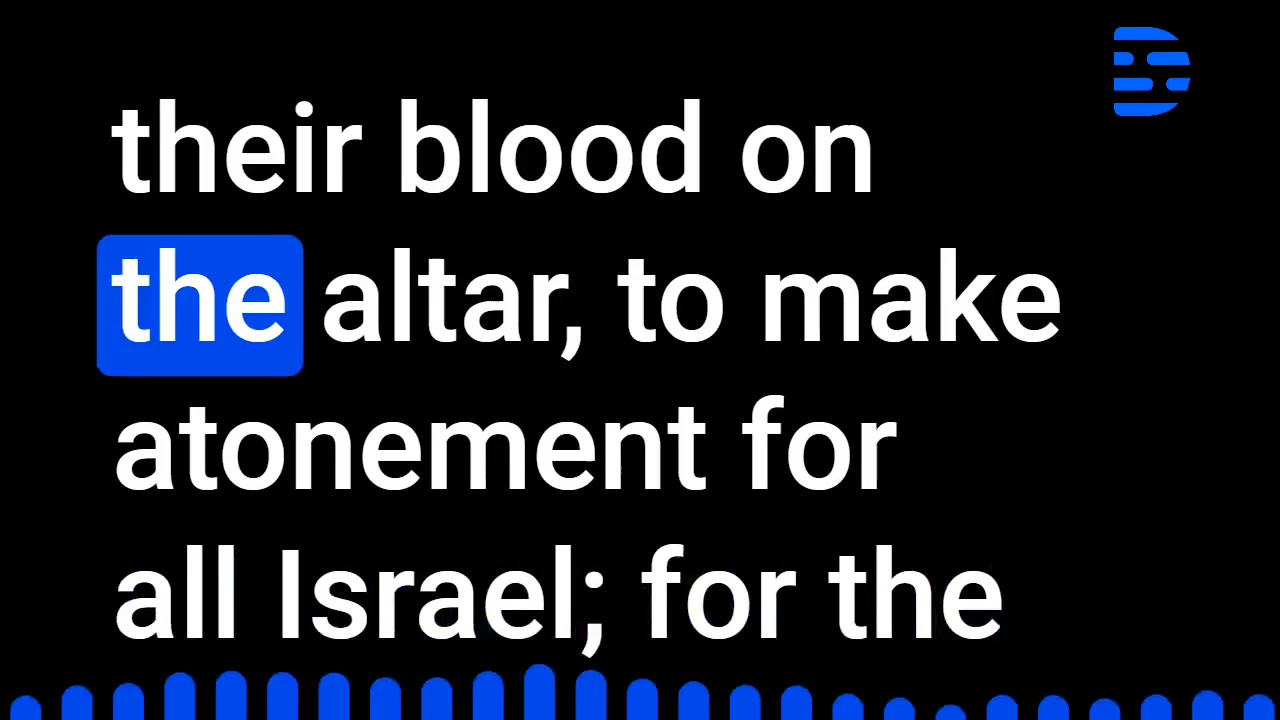 their blood on
the altar, to make
atonement for
all Israel; for the